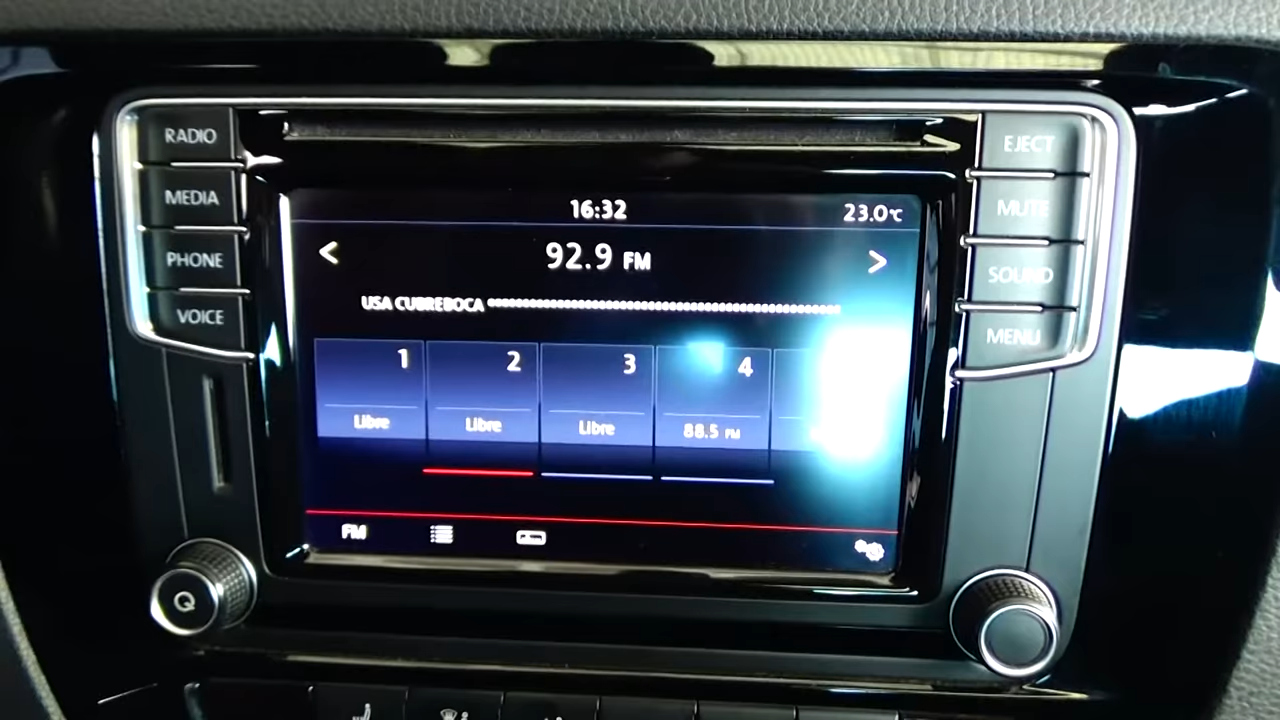 RADIO
MEDIA
PHONE
VOICE
EJECT
MUTE
SOUND
MENU
16:32
23.0℃
< 92.9 FM >
USA CUBREBOCA
1 2 3 4
Libre Libre Libre 88.5 FM
FM